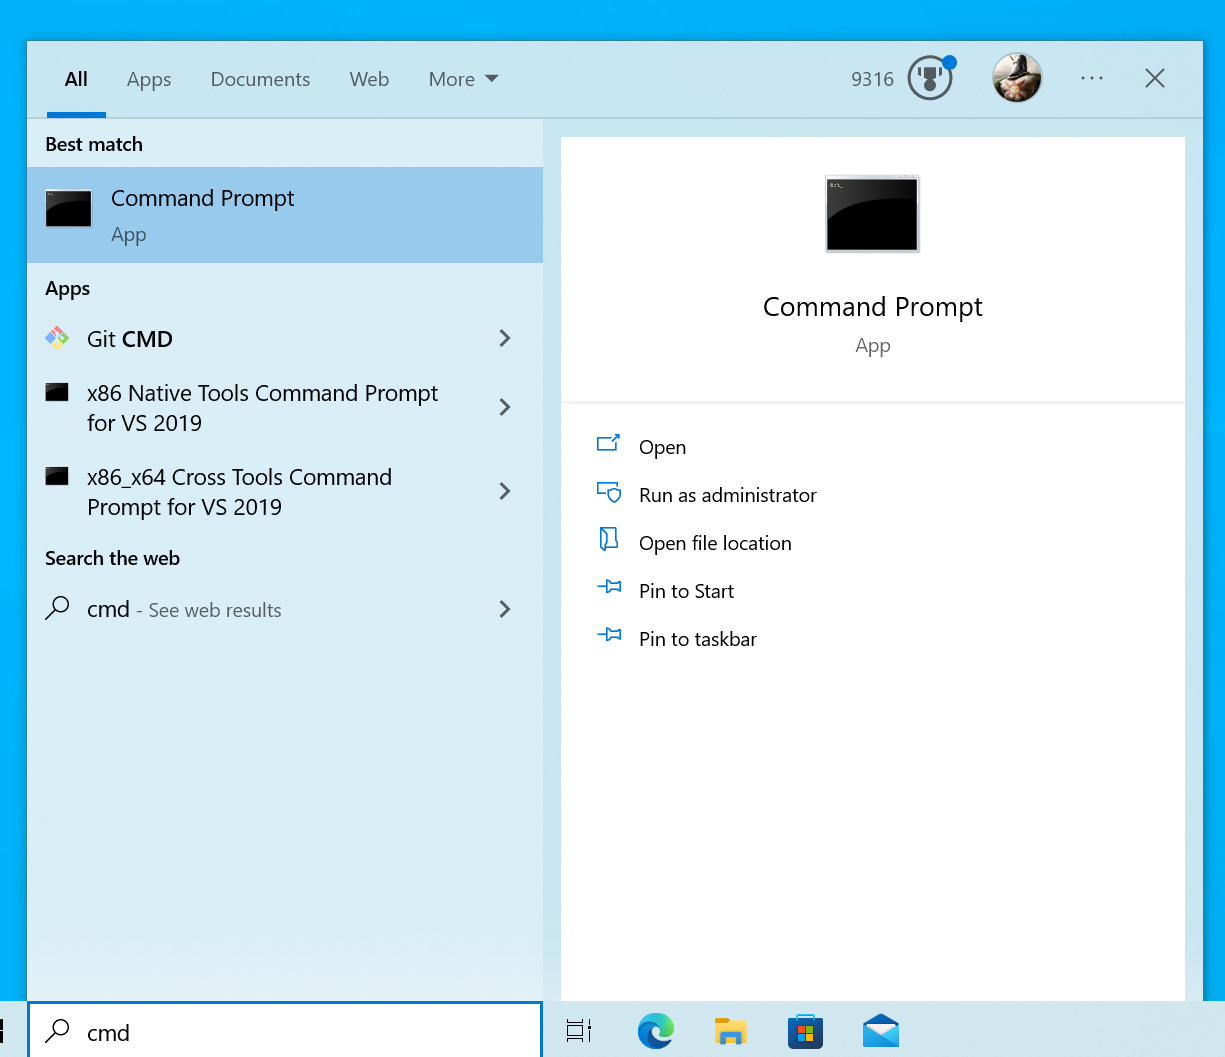 All Apps Documents Web More 9316 ...
Best match
Command Prompt
App
Apps
Git CMD
x86 Native Tools Command Prompt
for VS 2019
x86_x64 Cross Tools Command
Prompt for VS 2019
Search the web
cmd - See web results
Command Prompt
App
Open
Run as administrator
Open file location
Pin to Start
Pin to taskbar
cmd